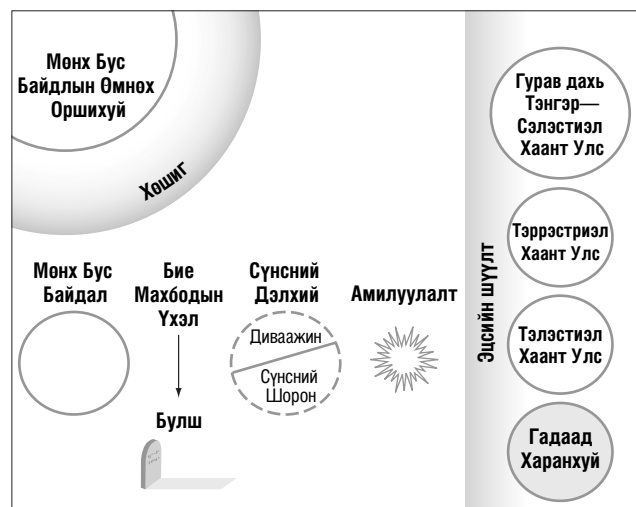 Мөнх Бус
Байдлын Өмнөх
Оршихуй
Хөшиг
Мөнх Бус
Байдал
Бие
Махбодын
Үхэл
Булш
Сүнсний
Дэлхий
Диваажин
Сүнсний
Шорон
Амилуулалт
Эцсийн шүүлт
Гурав дахь
Тэнгэр—
Сэлэстиэл
Хаант Улс
Тэррэстриэл
Хаант Улс
Тэлэстиэл
Хаант Улс
Гадаад
Харанхуй